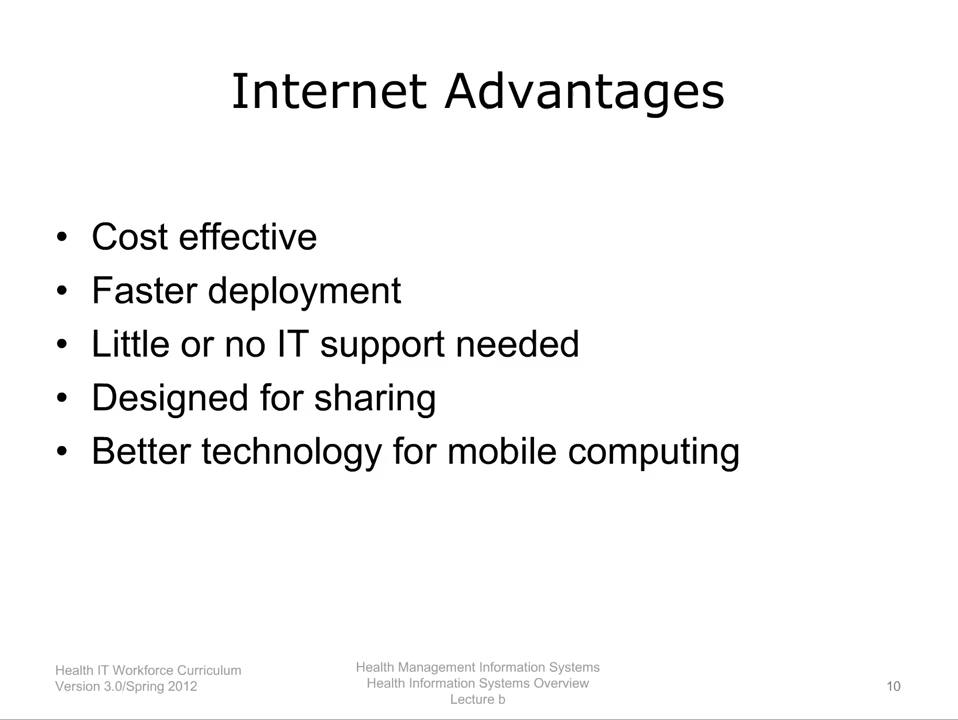 Internet Advantages
• Cost effective
• Faster deployment
• Little or no IT support needed
• Designed for sharing
• Better technology for mobile computing
Health IT Workforce Curriculum
Version 3.0/Spring 2012
Health Management Information Systems
Health Information Systems Overview
Lecture b
10